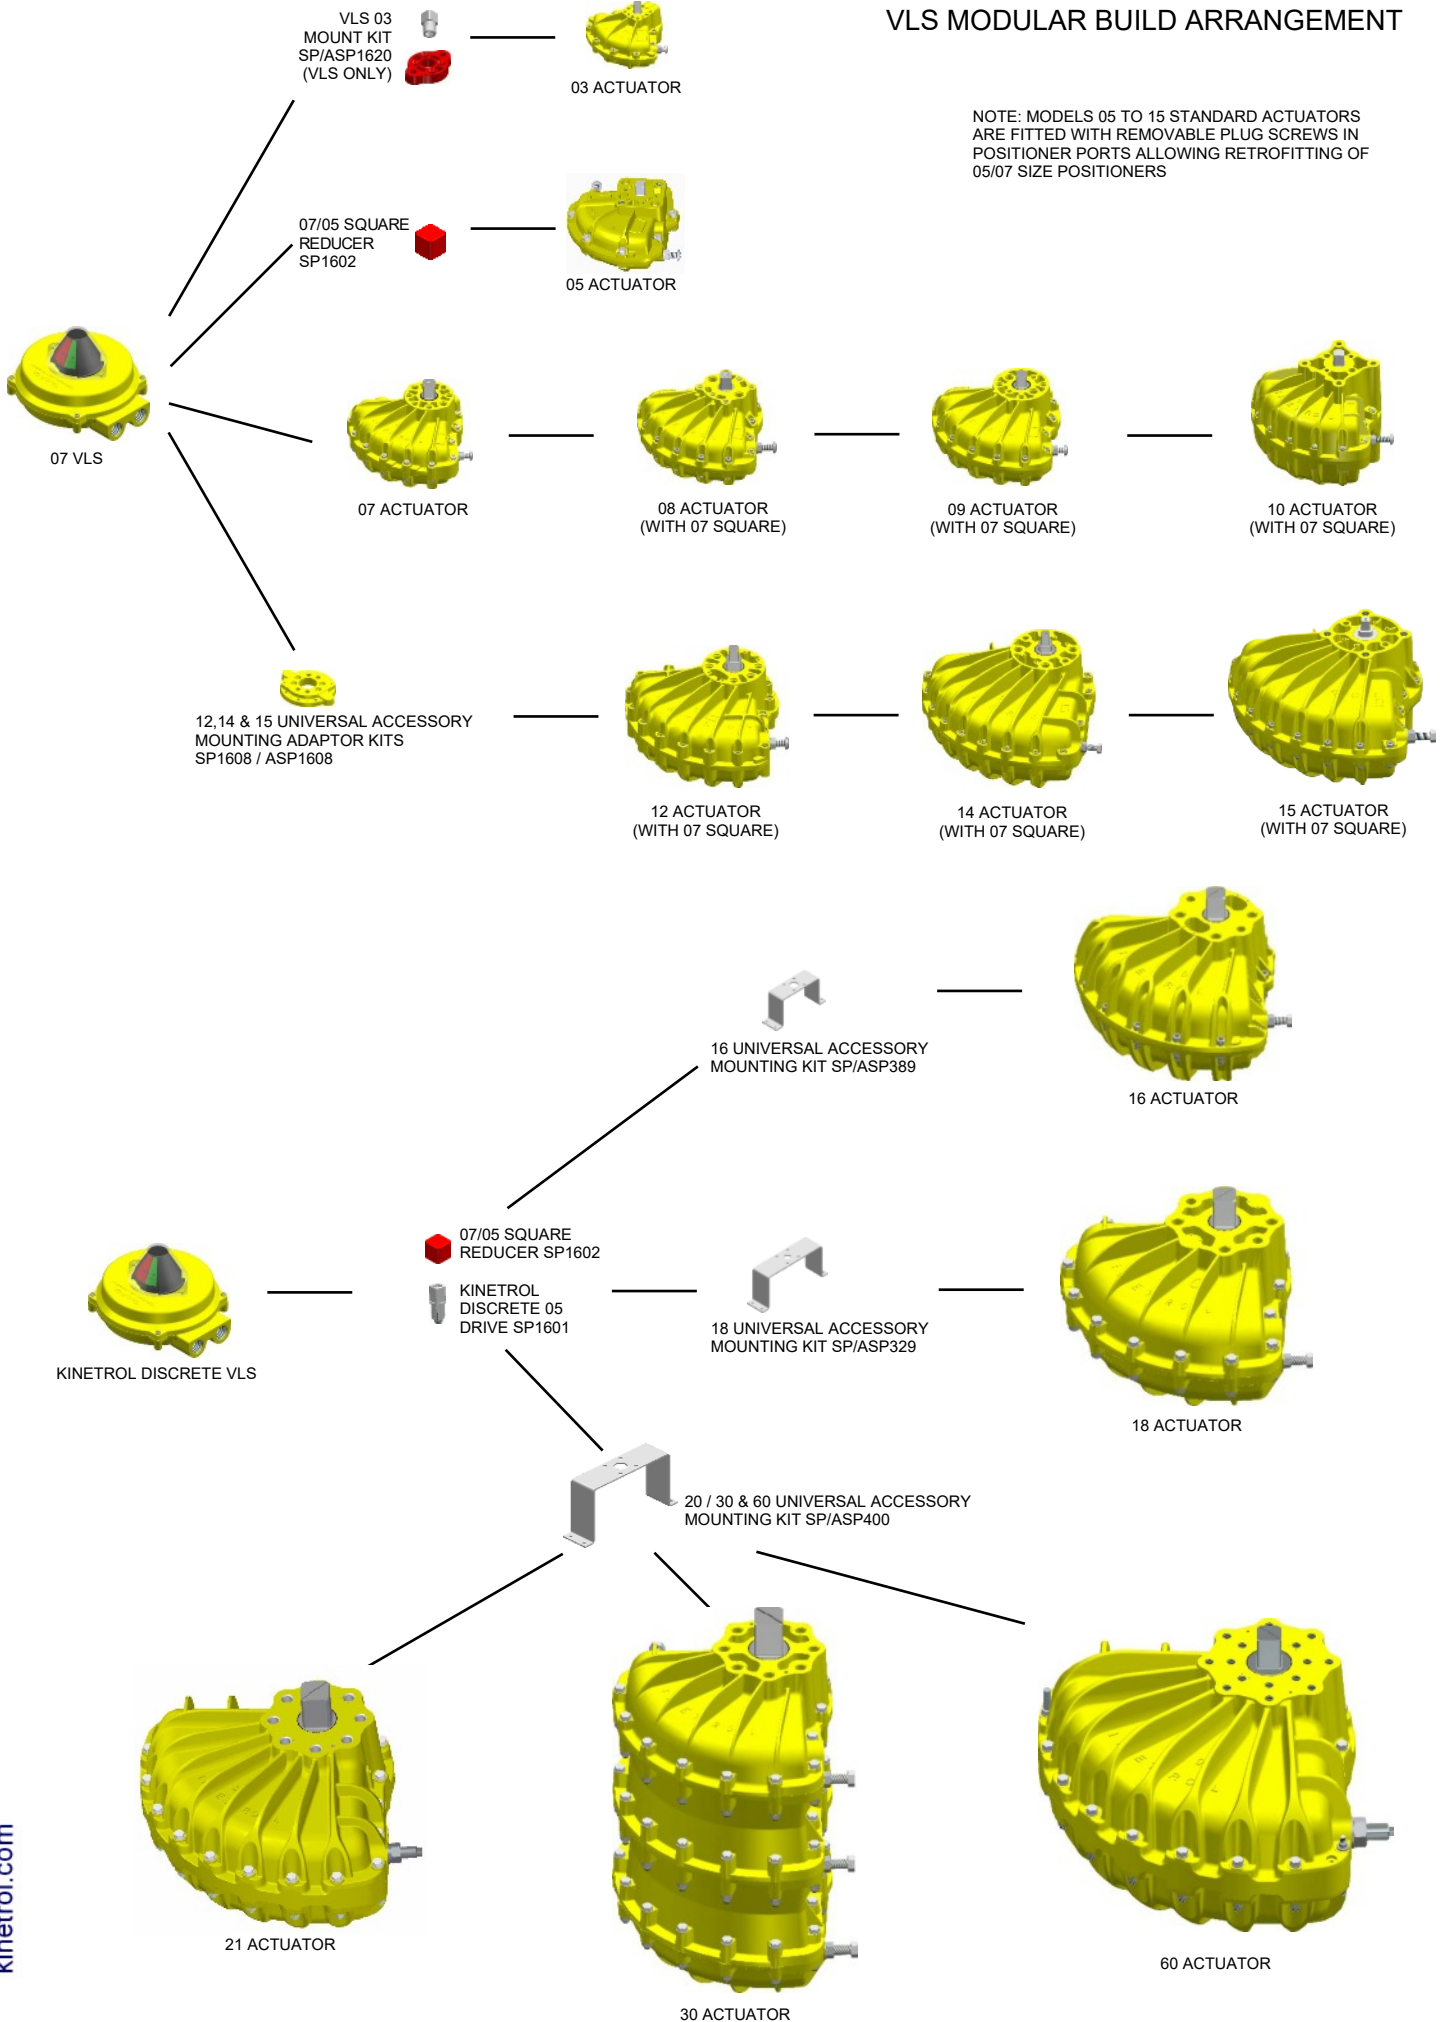 VLS MODULAR BUILD ARRANGEMENT
VLS 03
MOUNT KIT
SP/ASP1620
(VLS ONLY)
03 ACTUATOR
NOTE: MODELS 05 TO 15 STANDARD ACTUATORS
ARE FITTED WITH REMOVABLE PLUG SCREWS IN
POSITIONER PORTS ALLOWING RETROFITTING OF
05/07 SIZE POSITIONERS
07/05 SQUARE
REDUCER
SP1602
05 ACTUATOR
07 VLS
07 ACTUATOR
08 ACTUATOR
(WITH 07 SQUARE)
09 ACTUATOR
(WITH 07 SQUARE)
10 ACTUATOR
(WITH 07 SQUARE)
12,14 & 15 UNIVERSAL ACCESSORY
MOUNTING ADAPTOR KITS
SP1608 / ASP1608
12 ACTUATOR
(WITH 07 SQUARE)
14 ACTUATOR
(WITH 07 SQUARE)
15 ACTUATOR
(WITH 07 SQUARE)
16 UNIVERSAL ACCESSORY
MOUNTING KIT SP/ASP389
16 ACTUATOR
07/05 SQUARE
REDUCER SP1602
KINETROL
DISCRETE 05
DRIVE SP1601
KINETROL DISCRETE VLS
18 UNIVERSAL ACCESSORY
MOUNTING KIT SP/ASP329
18 ACTUATOR
20 / 30 & 60 UNIVERSAL ACCESSORY
MOUNTING KIT SP/ASP400
21 ACTUATOR
30 ACTUATOR
60 ACTUATOR
kinetrol.com